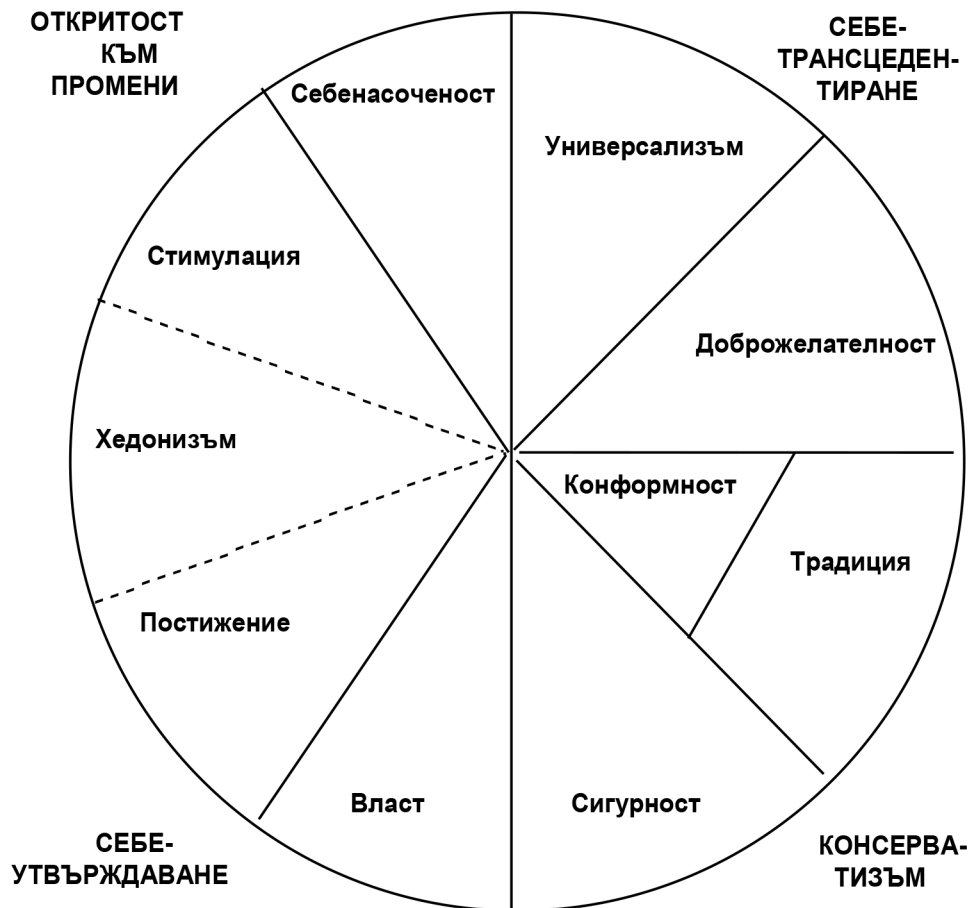 ОТКРИТОСТ
КЪМ
ПРОМЕНИ
СЕБЕ-
ТРАНСЦЕДЕН-
ТИРАНЕ
Себенасоченост
Универсализъм
Стимулация
Доброжелателност
Хедонизъм
Конформност
Традиция
Постижение
Власт
Сигурност
СЕБЕ-
УТВЪРЖДАВАНЕ
КОНСЕРВА-
ТИЗЪМ